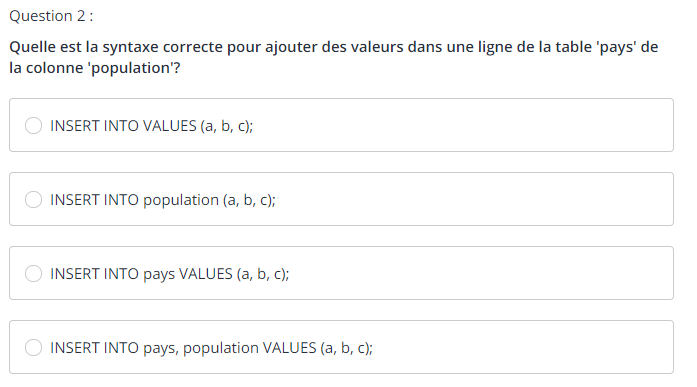 Question 2 :
Quelle est la syntaxe correcte pour ajouter des valeurs dans une ligne de la table 'pays' de
la colonne 'population'?
INSERT INTO VALUES (a, b, c);
INSERT INTO population (a, b, c);
INSERT INTO pays VALUES (a, b, c);
INSERT INTO pays, population VALUES (a, b, c);